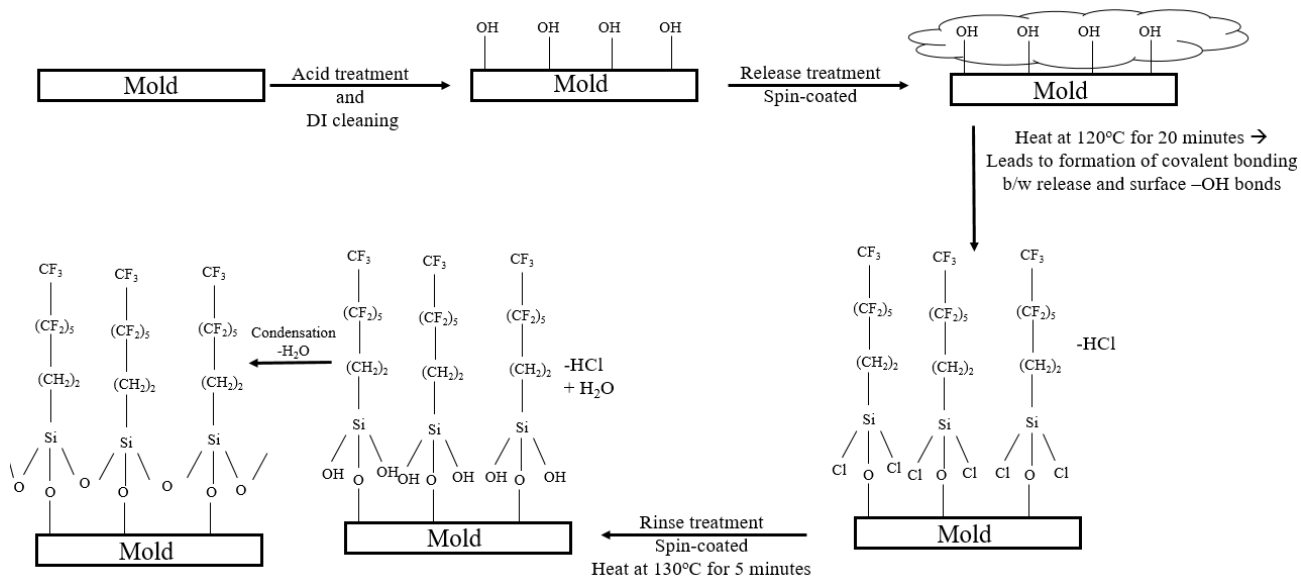 Mold
Acid treatment
and
DI cleaning
OH OH OH OH
Mold
Release treatment
Spin-coated
OH OH OH OH
Mold
Heat at 120°C for 20 minutes →
Leads to formation of covalent bonding
b/w release and surface –OH bonds
CF₃ CF₃ CF₃
(CF₂)₅ (CF₂)₅ (CF₂)₅
-HCl
(CH₂)₂ (CH₂)₂ (CH₂)₂
Si Si Si
Cl O Cl Cl O Cl Cl O Cl
Mold
Rinse treatment
Spin-coated
Heat at 130°C for 5 minutes
CF₃ CF₃ CF₃
(CF₂)₅ (CF₂)₅ (CF₂)₅
(CH₂)₂ (CH₂)₂ (CH₂)₂
-HCl
+ H₂O
Si Si Si
OH O OH OH O OH OH O OH
Mold
Condensation
-H₂O
CF₃ CF₃ CF₃
(CF₂)₅ (CF₂)₅ (CF₂)₅
(CH₂)₂ (CH₂)₂ (CH₂)₂
Si Si Si
O O O O O O O
Mold